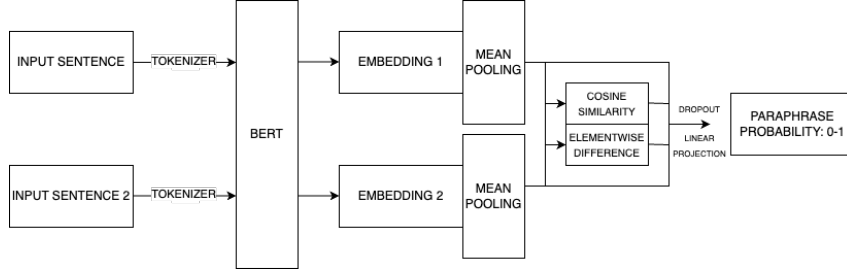 INPUT SENTENCE
TOKENIZER
BERT
EMBEDDING 1
MEAN
POOLING
COSINE
SIMILARITY
ELEMENTWISE
DIFFERENCE
DROPOUT
LINEAR
PROJECTION
PARAPHRASE
PROBABILITY: 0-1
INPUT SENTENCE 2
TOKENIZER
EMBEDDING 2
MEAN
POOLING